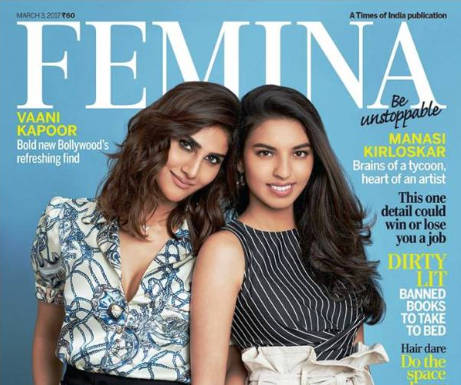 MARCH 3, 2017 ₹60
A Times of India publication
FEMINA
Be
unstoppable
VAANI
KAPOOR
Bold new Bollywood's
refreshing find
MANASI
KIRLOSKAR
Brains of a tycoon,
heart of an artist
This one
detail could
win or lose
you a job
DIRTY
LIT
BANNED
BOOKS
TO TAKE
TO BED
Hair dare
Do the
space